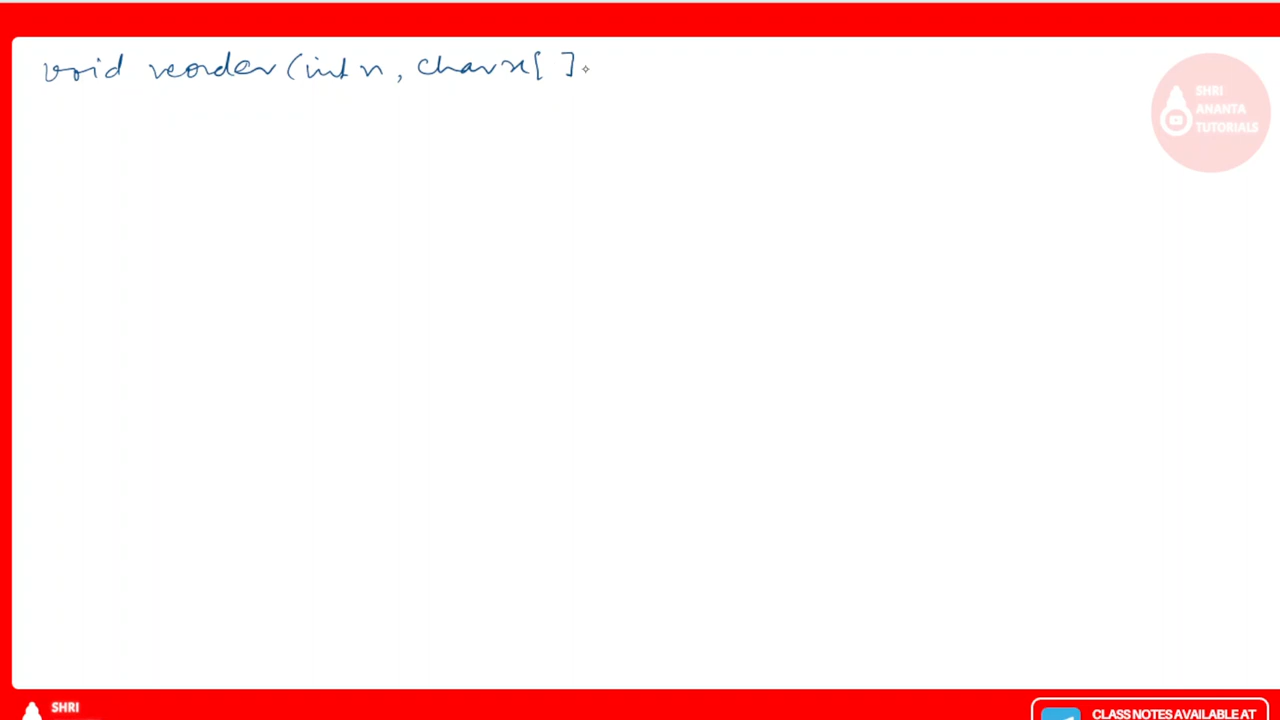 void reorder(int n, char x[ ]
SHRI
ANANTA
TUTORIALS
SHRI
CLASS NOTES AVAILABLE AT